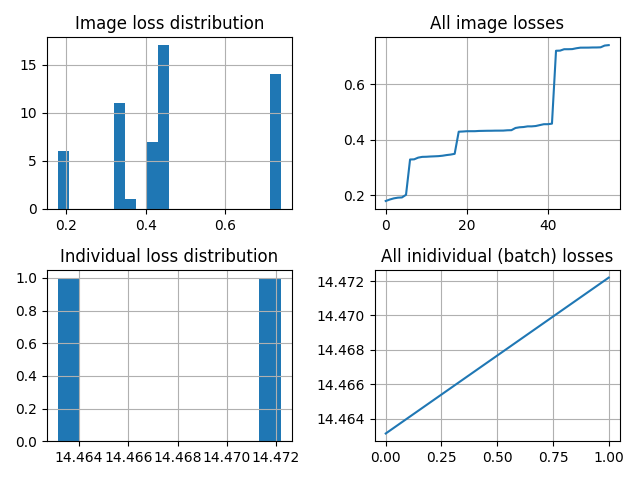 Image loss distribution
15
10
5
0
0.2 0.4 0.6
All image losses
0.6
0.4
0.2
0 20 40
Individual loss distribution
1.0
0.8
0.6
0.4
0.2
0.0
14.464 14.466 14.468 14.470 14.472
All inidividual (batch) losses
14.472
14.470
14.468
14.466
14.464
0.00 0.25 0.50 0.75 1.00